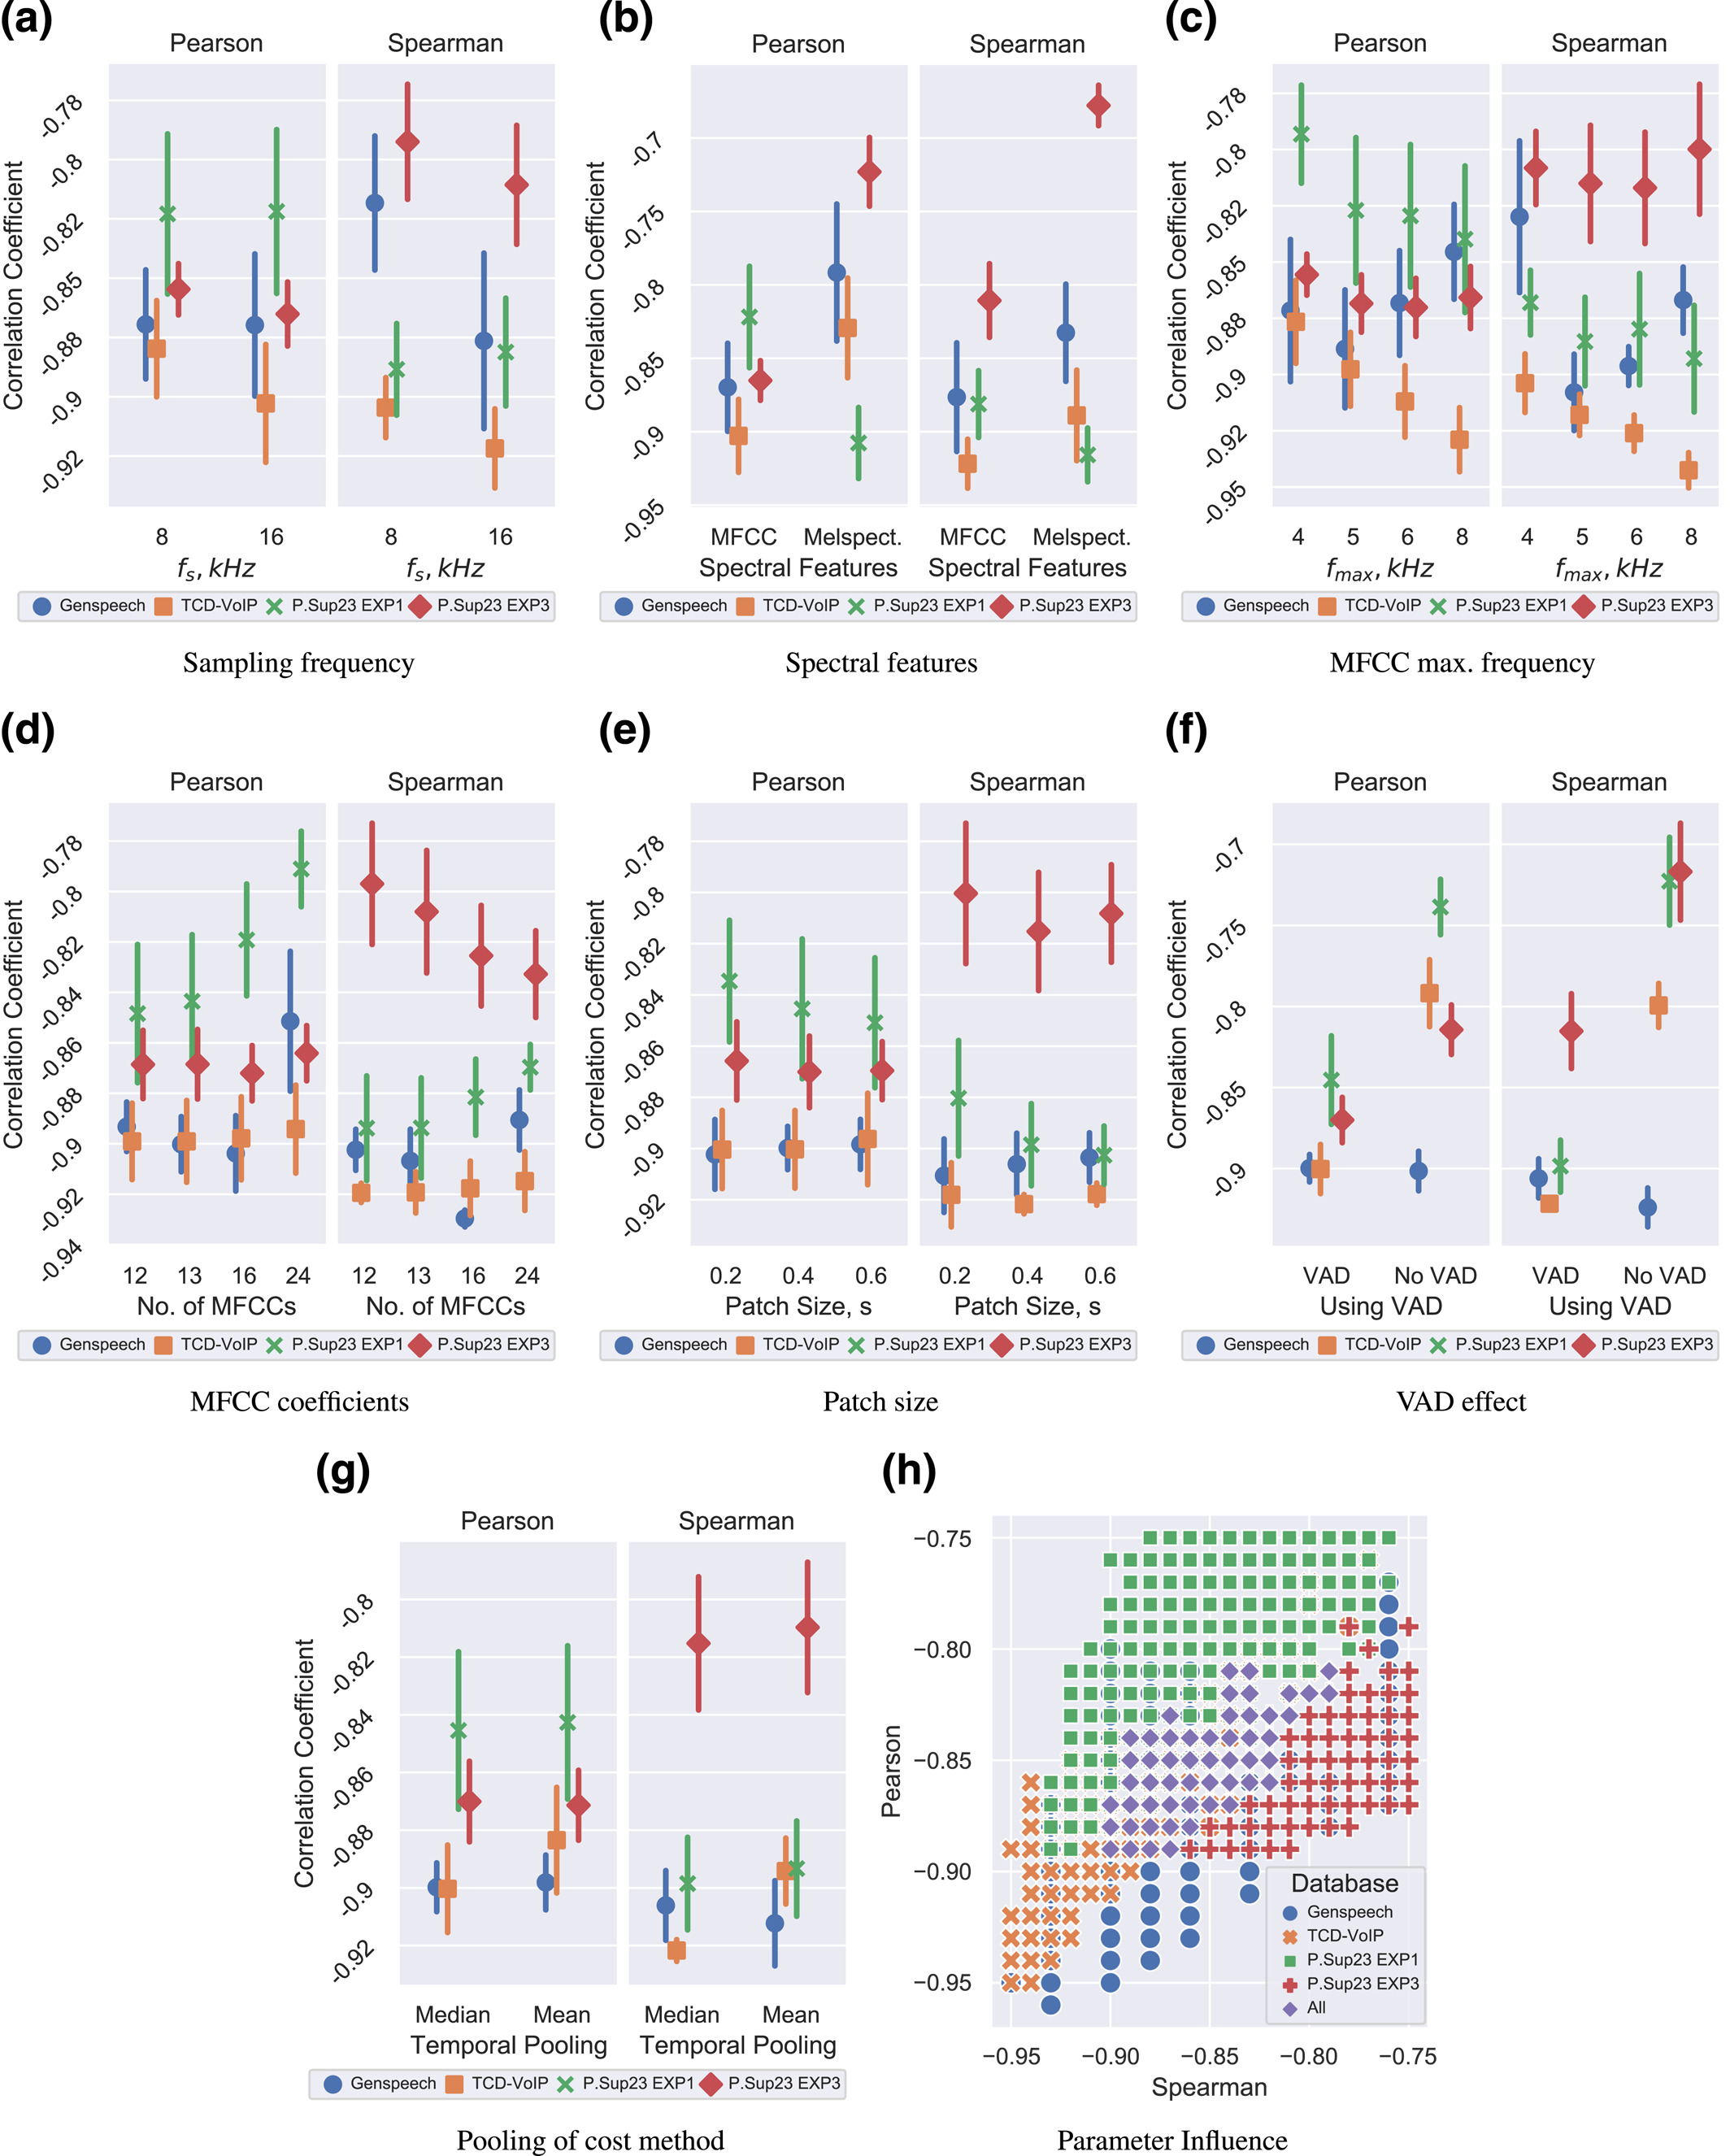 (a)
Pearson
Spearman
Correlation Coefficient
-0.78
-0.8
-0.82
-0.85
-0.88
-0.9
-0.92
8
16
8
16
fs, kHz
fs, kHz
Genspeech
TCD-VoIP
P.Sup23 EXP1
P.Sup23 EXP3
Sampling frequency
(b)
Pearson
Spearman
Correlation Coefficient
-0.7
-0.75
-0.8
-0.85
-0.9
-0.95
MFCC
Melspect.
MFCC
Melspect.
Spectral Features
Spectral Features
Genspeech
TCD-VoIP
P.Sup23 EXP1
P.Sup23 EXP3
Spectral features
(c)
Pearson
Spearman
Correlation Coefficient
-0.78
-0.8
-0.82
-0.85
-0.88
-0.9
-0.92
-0.95
4
5
6
8
4
5
6
8
fmax, kHz
fmax, kHz
Genspeech
TCD-VoIP
P.Sup23 EXP1
P.Sup23 EXP3
MFCC max. frequency
(d)
Pearson
Spearman
Correlation Coefficient
-0.78
-0.8
-0.82
-0.84
-0.86
-0.88
-0.9
-0.92
-0.94
12
13
16
24
12
13
16
24
No. of MFCCs
No. of MFCCs
Genspeech
TCD-VoIP
P.Sup23 EXP1
P.Sup23 EXP3
MFCC coefficients
(e)
Pearson
Spearman
Correlation Coefficient
-0.78
-0.8
-0.82
-0.84
-0.86
-0.88
-0.9
-0.92
0.2
0.4
0.6
0.2
0.4
0.6
Patch Size, s
Patch Size, s
Genspeech
TCD-VoIP
P.Sup23 EXP1
P.Sup23 EXP3
Patch size
(f)
Pearson
Spearman
Correlation Coefficient
-0.7
-0.75
-0.8
-0.85
-0.9
VAD
No VAD
VAD
No VAD
Using VAD
Using VAD
Genspeech
TCD-VoIP
P.Sup23 EXP1
P.Sup23 EXP3
VAD effect
(g)
Pearson
Spearman
Correlation Coefficient
-0.8
-0.82
-0.84
-0.86
-0.88
-0.9
-0.92
Median
Mean
Median
Mean
Temporal Pooling
Temporal Pooling
Genspeech
TCD-VoIP
P.Sup23 EXP1
P.Sup23 EXP3
Pooling of cost method
(h)
Pearson
−0.75
−0.80
−0.85
−0.90
−0.95
Database
Genspeech
TCD-VoIP
P.Sup23 EXP1
P.Sup23 EXP3
All
−0.95
−0.90
−0.85
−0.80
−0.75
Spearman
Parameter Influence